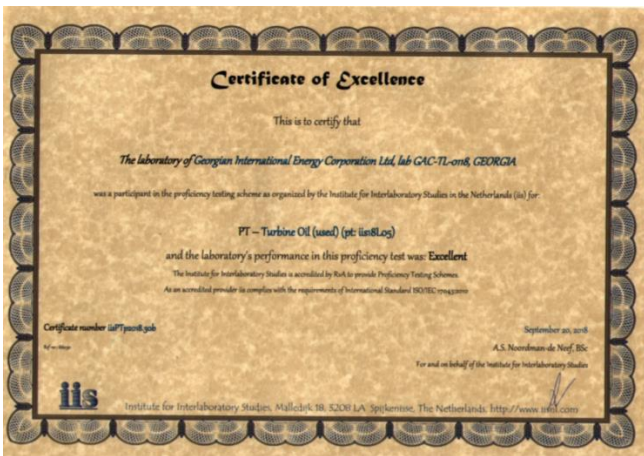 Certificate of Excellence
This is to certify that
The laboratory of Georgian International Energy Corporation Ltd, lab GAC-TL-0118, GEORGIA
was a participant in the proficiency testing scheme as organized by the Institute for Interlaboratory Studies in the Netherlands (iis) for:
PT – Turbine Oil (used) (pt: iis18L05)
and the laboratory's performance in this proficiency test was: Excellent
The Institute for Interlaboratory Studies is accredited by RvA to provide Proficiency Testing Schemes.
As an accredited provider iis complies with the requirements of International Standard ISO/IEC 17043:2010
Certificate number
September 20, 2018
A.S. Noordman-de Neef, BSc
For and on behalf of the Institute for Interlaboratory Studies
iis
Institute for Interlaboratory Studies, Malledijk 18, 3208 LA Spijkenisse, The Netherlands, http://www